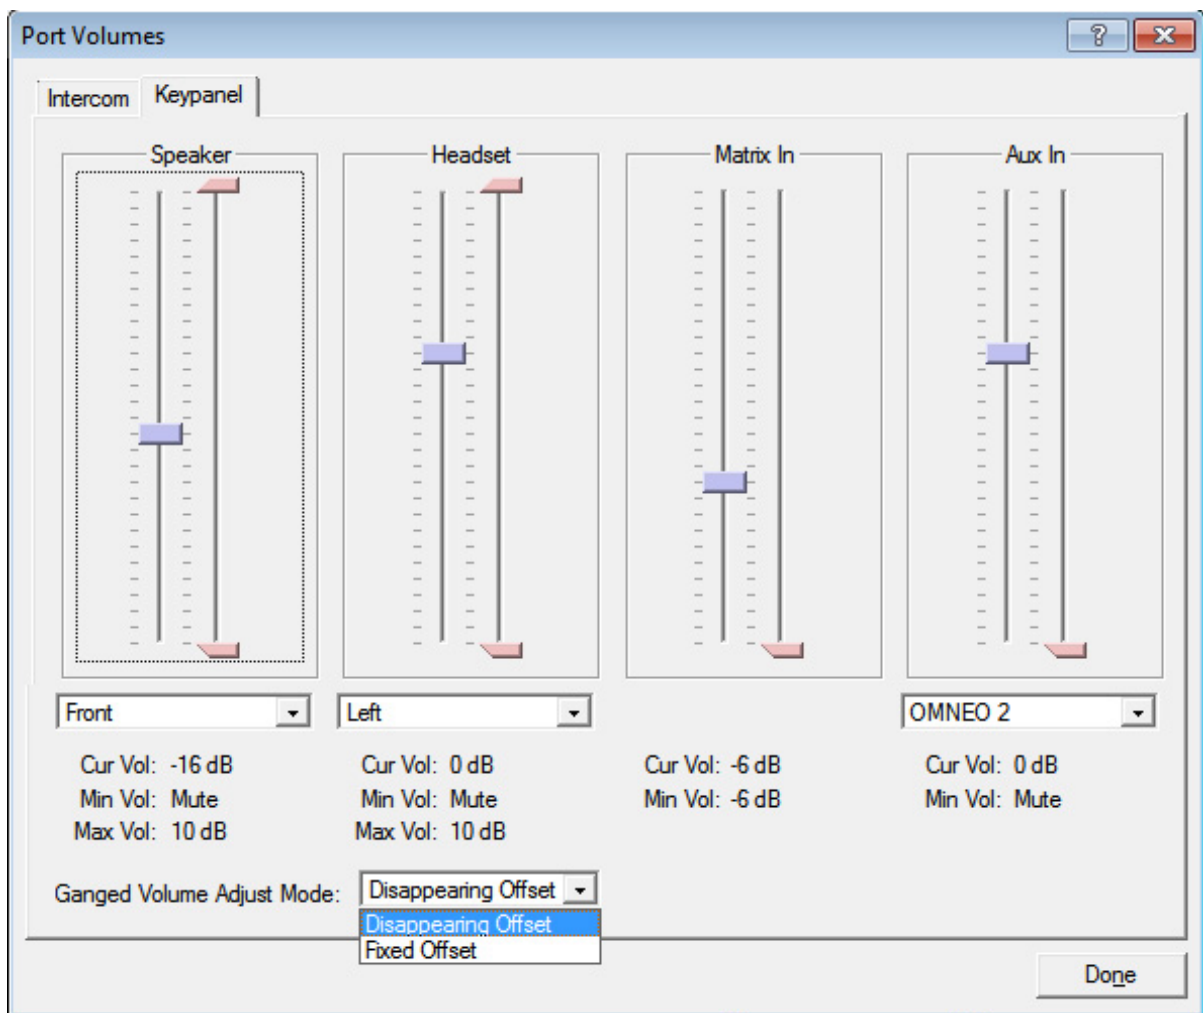 Port Volumes
Intercom Keypanel
Speaker Headset Matrix In Aux In
Front Left OMNEO 2
Cur Vol: -16 dB Cur Vol: 0 dB Cur Vol: -6 dB Cur Vol: 0 dB
Min Vol: Mute Min Vol: Mute Min Vol: -6 dB Min Vol: Mute
Max Vol: 10 dB Max Vol: 10 dB
Ganged Volume Adjust Mode: Disappearing Offset
Disappearing Offset
Fixed Offset
Done